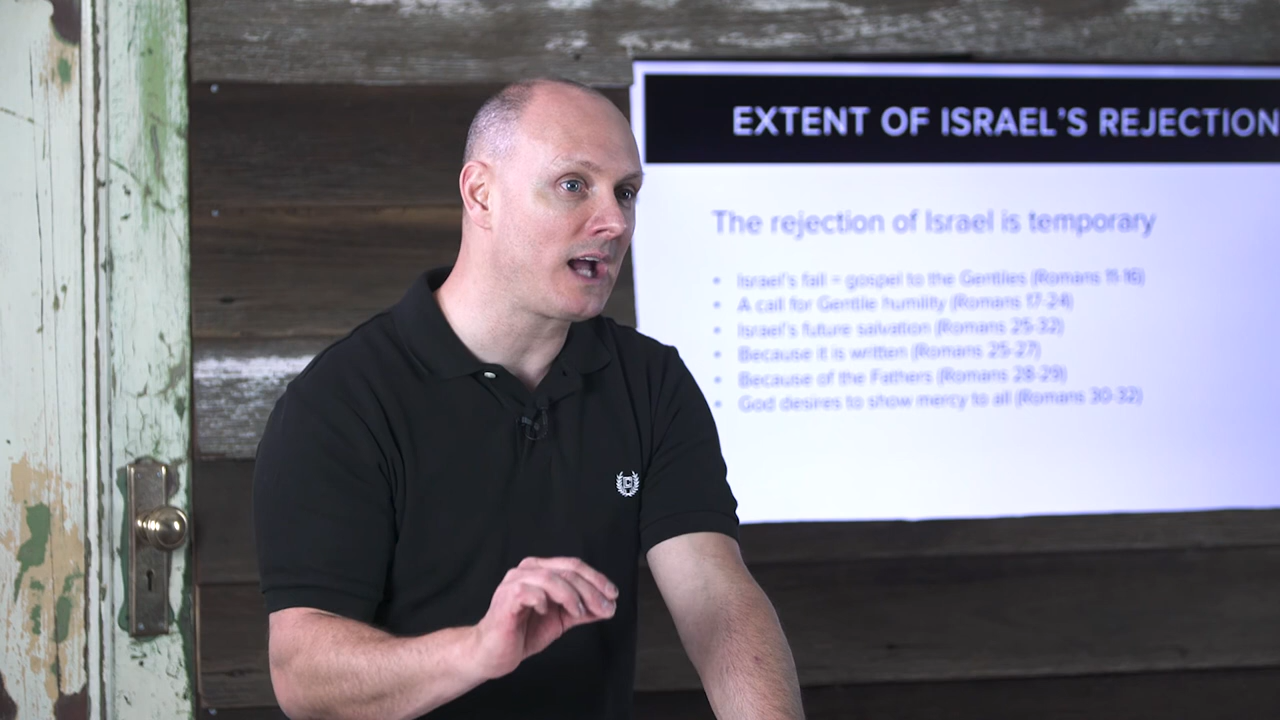 EXTENT OF ISRAEL'S REJECTION
The rejection of Israel is temporary
• Israel's fall = gospel to the Gentiles (Romans 11-16)
• A call for Gentile humility (Romans 17-24)
• Israel's future salvation (Romans 25-32)
• Because it is written (Romans 25-27)
• Because of the Fathers (Romans 28-29)
• God desires to show mercy to all (Romans 30-32)